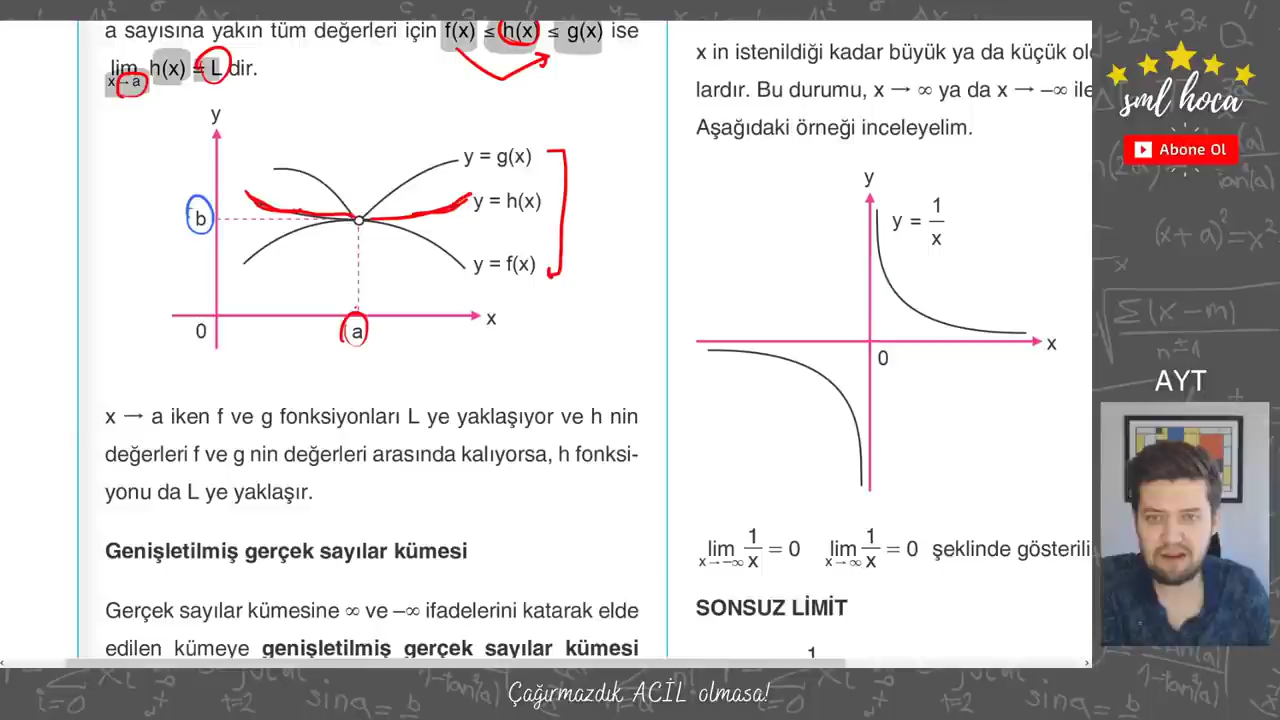 a sayısına yakın tüm değerleri için f(x) ≤ h(x) ≤ g(x) ise
lim h(x) = L dir.
x → a
y
y = g(x)
y = h(x)
b
y = f(x)
x
0
a
x → a iken f ve g fonksiyonları L ye yaklaşıyor ve h nin
değerleri f ve g nin değerleri arasında kalıyorsa, h fonksi-
yonu da L ye yaklaşır.
Genişletilmiş gerçek sayılar kümesi
Gerçek sayılar kümesine ∞ ve –∞ ifadelerini katarak elde
edilen kümeye genişletilmiş gerçek sayılar kümesi
x in istenildiği kadar büyük ya da küçük ol
lardır. Bu durumu, x → ∞ ya da x → –∞ ile
Aşağıdaki örneği inceleyelim.
y
y = 1/x
x
0
lim x→–∞ 1/x = 0 lim x→∞ 1/x = 0 şeklinde gösterili
SONSUZ LİMİT
1
sml hoca
Abone Ol
AYT
Çağırmazdık ACİL olmasa!